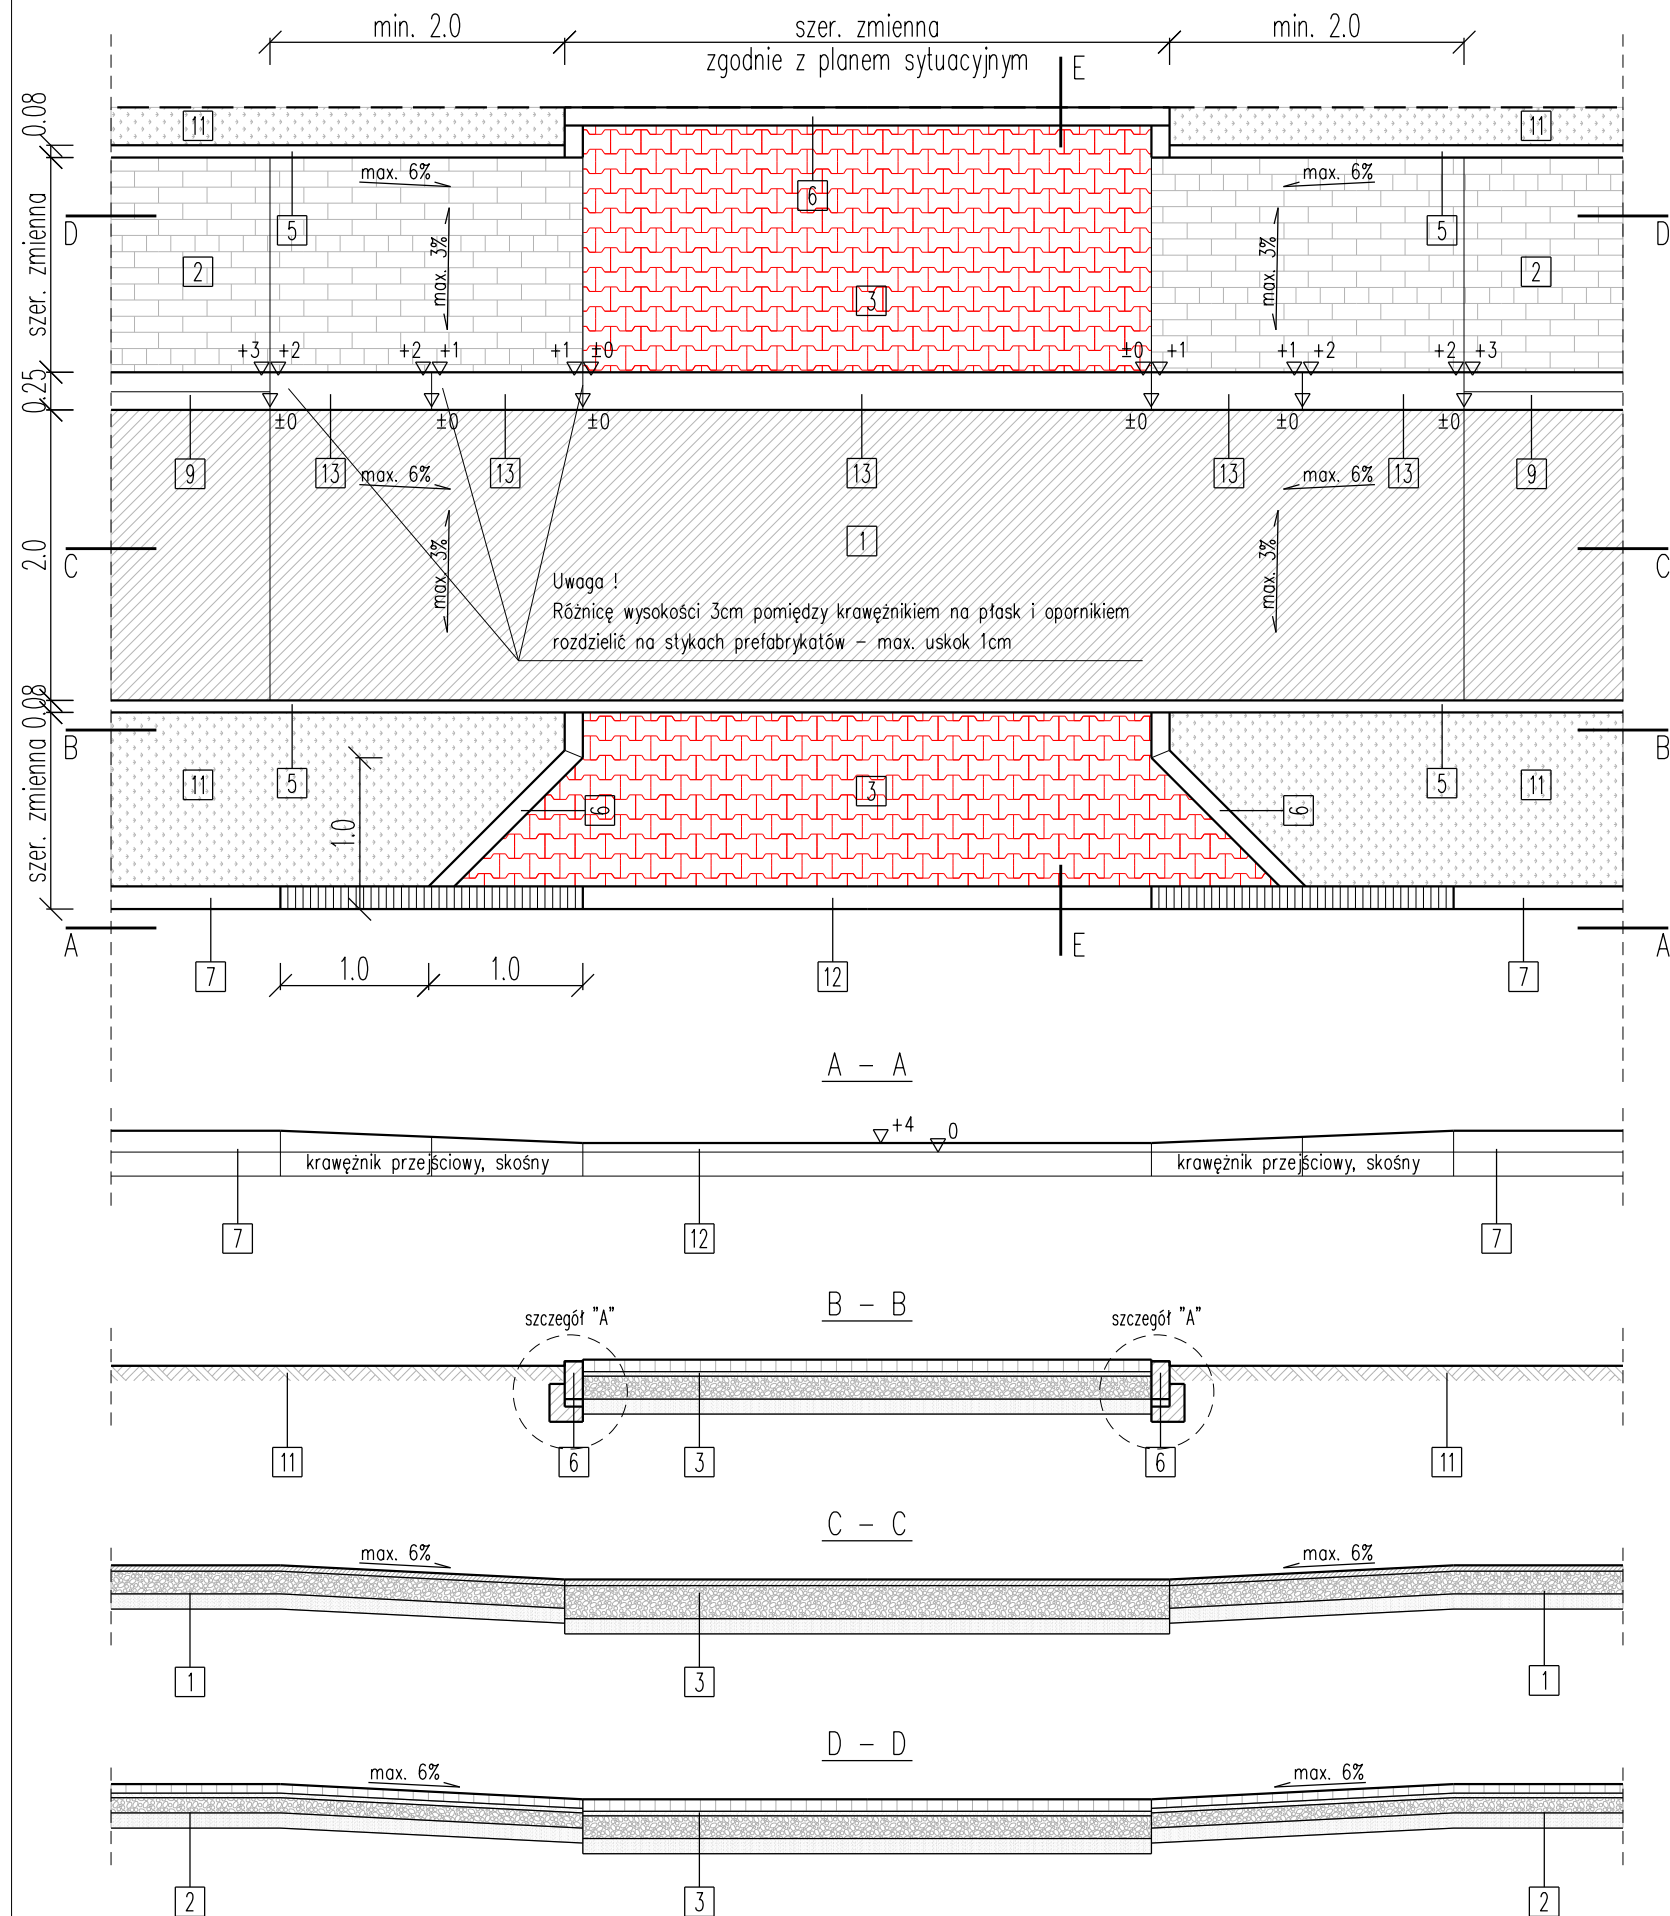 min. 2.0
szer. zmienna
zgodnie z planem sytuacyjnym
min. 2.0
E
0.08
11
11
max. 6%
max. 6%
6
szer. zmienna
D
D
5
5
2
2
max. 3%
max. 3%
3
+3 +2
+2 +1
+1 ±0
±0 +1
+1 +2
+2 +3
0.25
±0
±0
±0
±0
±0
±0
9
13
max. 6%
13
13
13
max. 6%
13
9
1
2.0
C
C
max. 3%
max. 3%
Uwaga !
Różnicę wysokości 3cm pomiędzy krawężnikiem na płask i opornikiem
rozdzielić na stykach prefabrykatów – max. uskok 1cm
0.08
B
B
szer. zmienna
11
5
3
5
11
6
6
1.0
A
E
A
7
1.0
1.0
12
7
A – A
+4
0
krawężnik przejściowy, skośny
krawężnik przejściowy, skośny
7
12
7
B – B
szczegół "A"
szczegół "A"
11
6
3
6
11
C – C
max. 6%
max. 6%
1
3
1
D – D
max. 6%
max. 6%
2
3
2